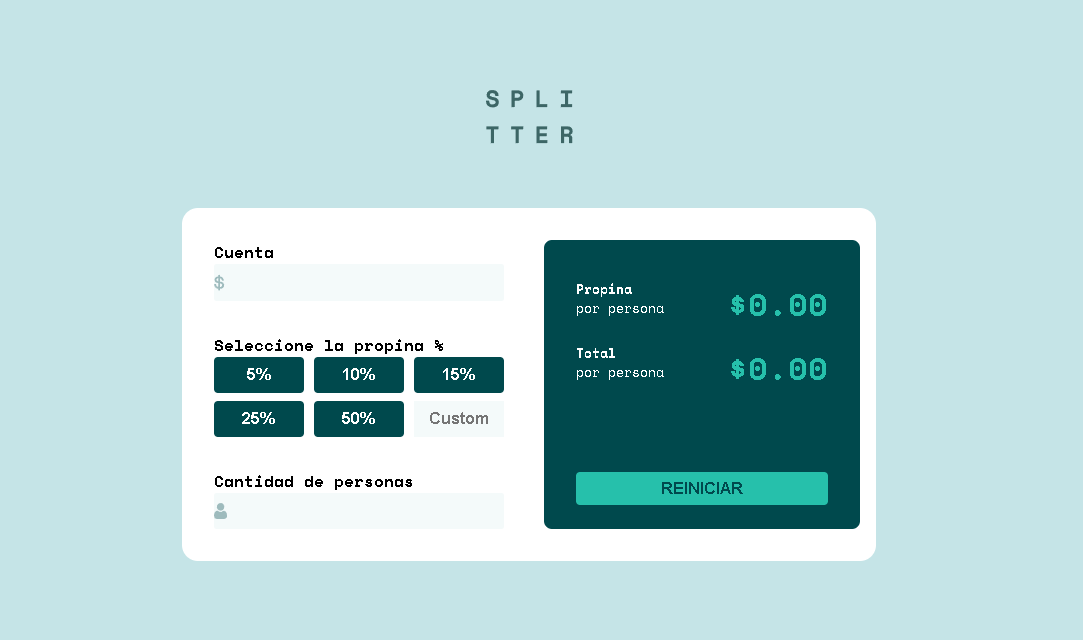 SPLI
TTER
Cuenta
$
Seleccione la propina %
5% 10% 15%
25% 50% Custom
Cantidad de personas
Propina
por persona
$0.00
Total
por persona
$0.00
REINICIAR